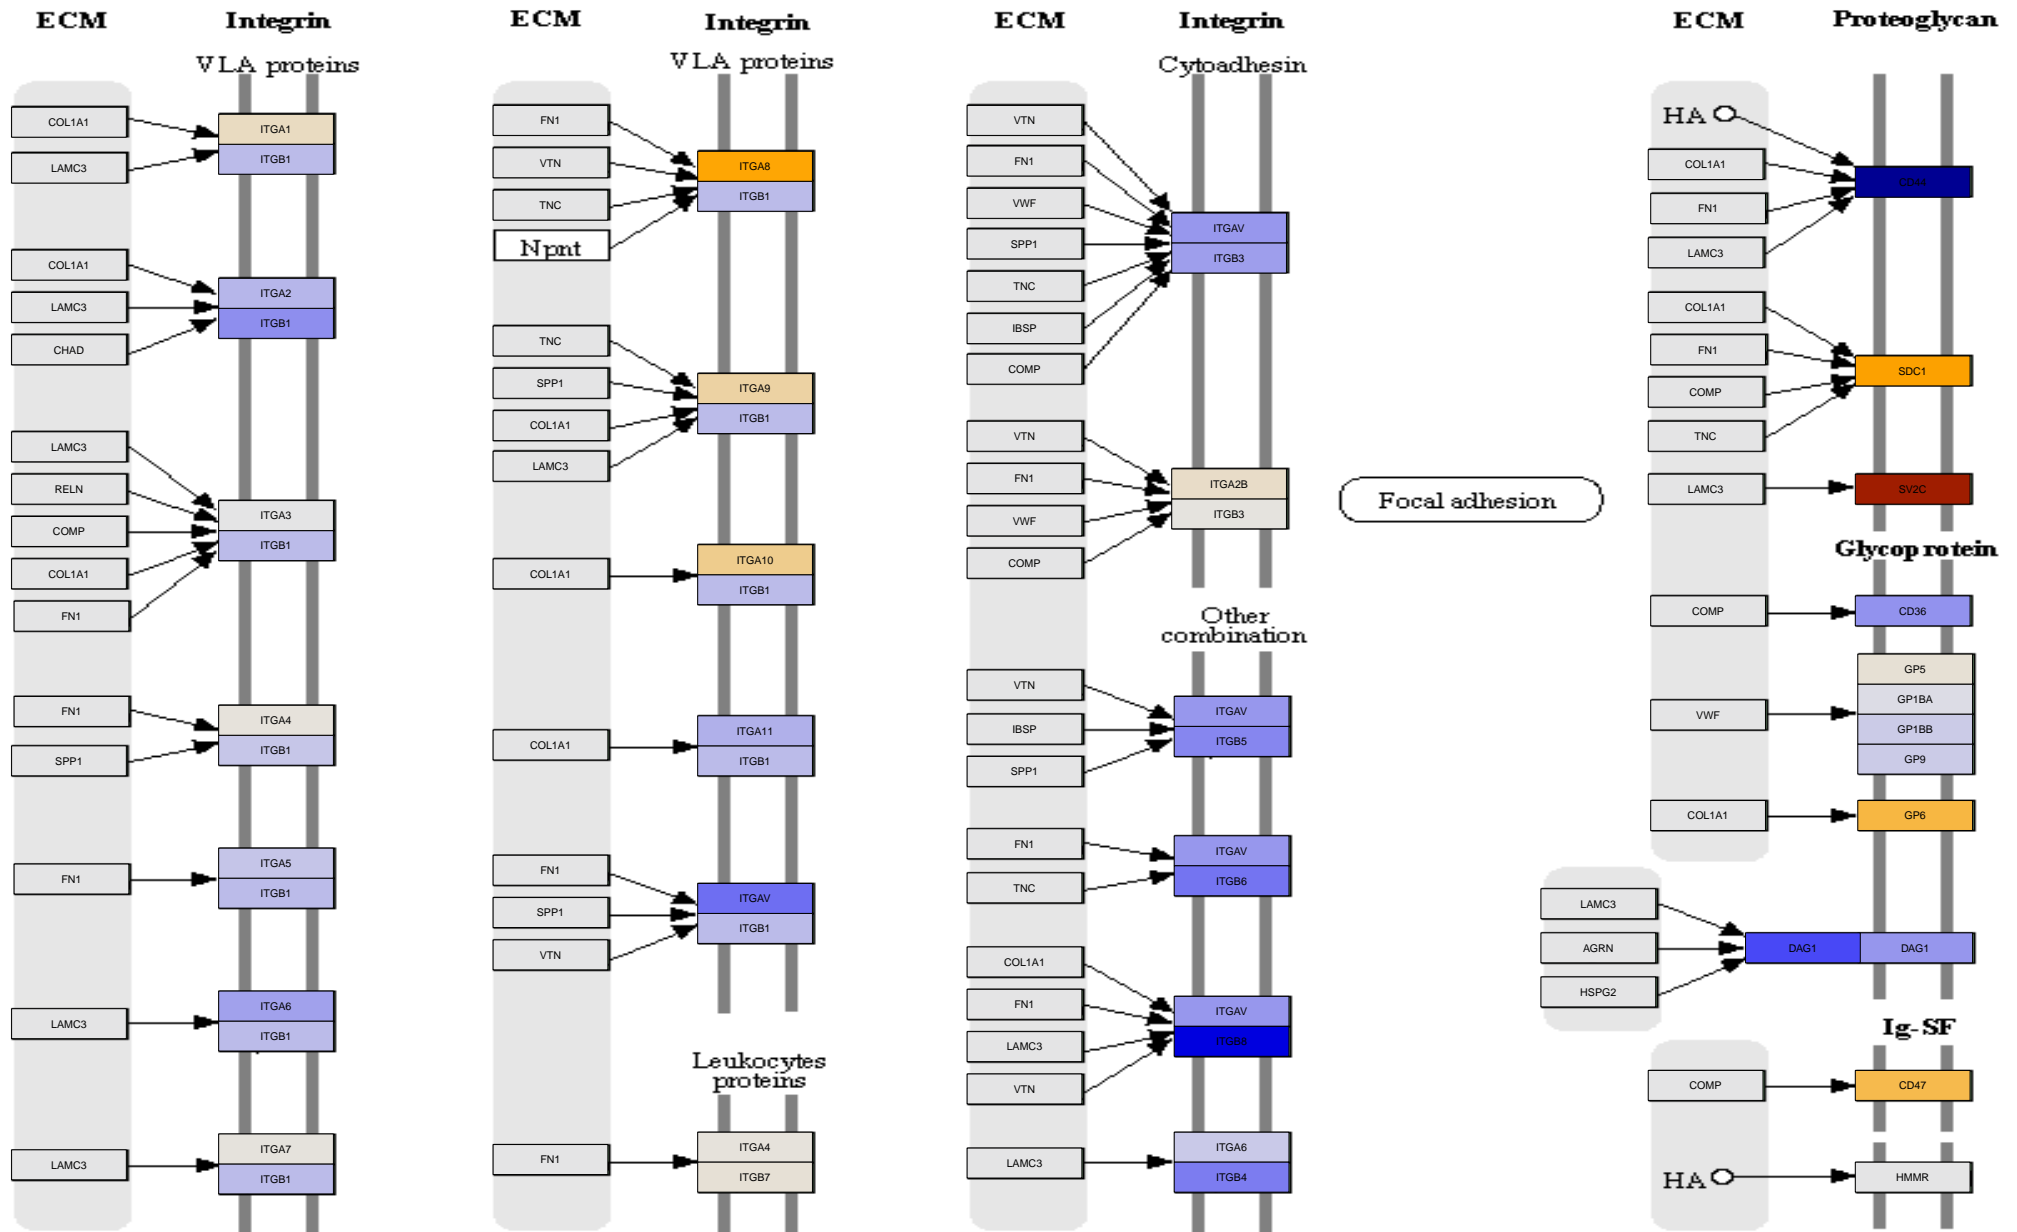 ECM
Integrin
VLA proteins
COL1A1
LAMC3
ITGA1
ITGB1
COL1A1
LAMC3
CHAD
ITGA2
ITGB1
LAMC3
RELN
COMP
COL1A1
FN1
ITGA3
ITGB1
FN1
SPP1
ITGA4
ITGB1
FN1
ITGA5
ITGB1
LAMC3
ITGA6
ITGB1
LAMC3
ITGA7
ITGB1
ECM
Integrin
VLA proteins
FN1
VTN
TNC
Npnt
ITGA8
ITGB1
TNC
SPP1
COL1A1
LAMC3
ITGA9
ITGB1
COL1A1
ITGA10
ITGB1
COL1A1
ITGA11
ITGB1
FN1
SPP1
VTN
ITGAV
ITGB1
Leukocytes
proteins
FN1
ITGA4
ITGB7
ECM
Integrin
Cytoadhesin
VTN
FN1
VWF
SPP1
TNC
IBSP
COMP
ITGAV
ITGB3
VTN
FN1
VWF
COMP
ITGA2B
ITGB3
Other
combination
VTN
IBSP
SPP1
ITGAV
ITGB5
FN1
TNC
ITGAV
ITGB6
COL1A1
FN1
LAMC3
VTN
ITGAV
ITGB8
LAMC3
ITGA6
ITGB4
Focal adhesion
ECM
Proteoglycan
HA
COL1A1
FN1
LAMC3
CD44
COL1A1
FN1
COMP
TNC
SDC1
LAMC3
SV2C
Glycoprotein
COMP
CD36
VWF
GP5
GP1BA
GP1BB
GP9
COL1A1
GP6
LAMC3
AGRN
HSPG2
DAG1
DAG1
Ig-SF
COMP
CD47
HA
HMMR